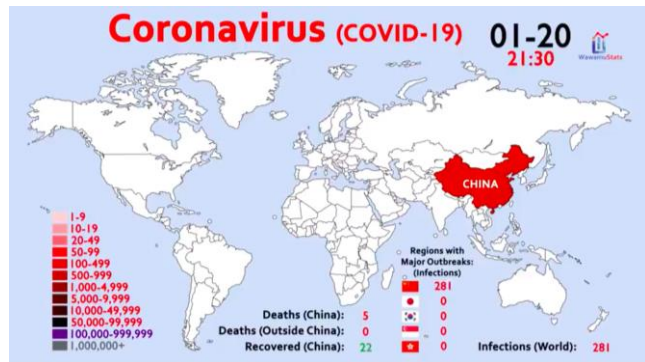 Coronavirus (COVID-19)
01-20
21:30
WawamuStats
CHINA
1-9
10-19
20-49
50-99
100-499
500-999
1,000-4,999
5,000-9,999
10,000-49,999
50,000-99,999
100,000-999,999
1,000,000+
Deaths (China): 5
Deaths (Outside China): 0
Recovered (China): 22
Regions with
Major Outbreaks:
(Infections)
281
0
0
0
0
Infections (World): 281